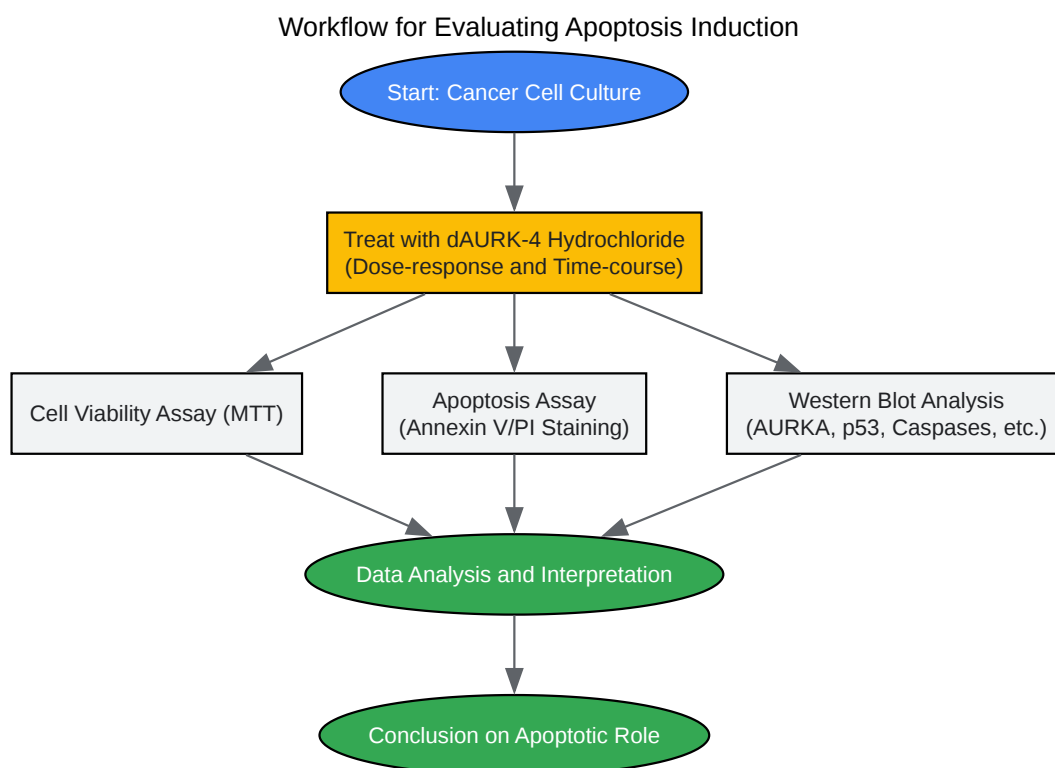 Workflow for Evaluating Apoptosis Induction
Start: Cancer Cell Culture
Treat with dAURK-4 Hydrochloride
(Dose-response and Time-course)
Cell Viability Assay (MTT)
Apoptosis Assay
(Annexin V/PI Staining)
Western Blot Analysis
(AURKA, p53, Caspases, etc.)
Data Analysis and Interpretation
Conclusion on Apoptotic Role